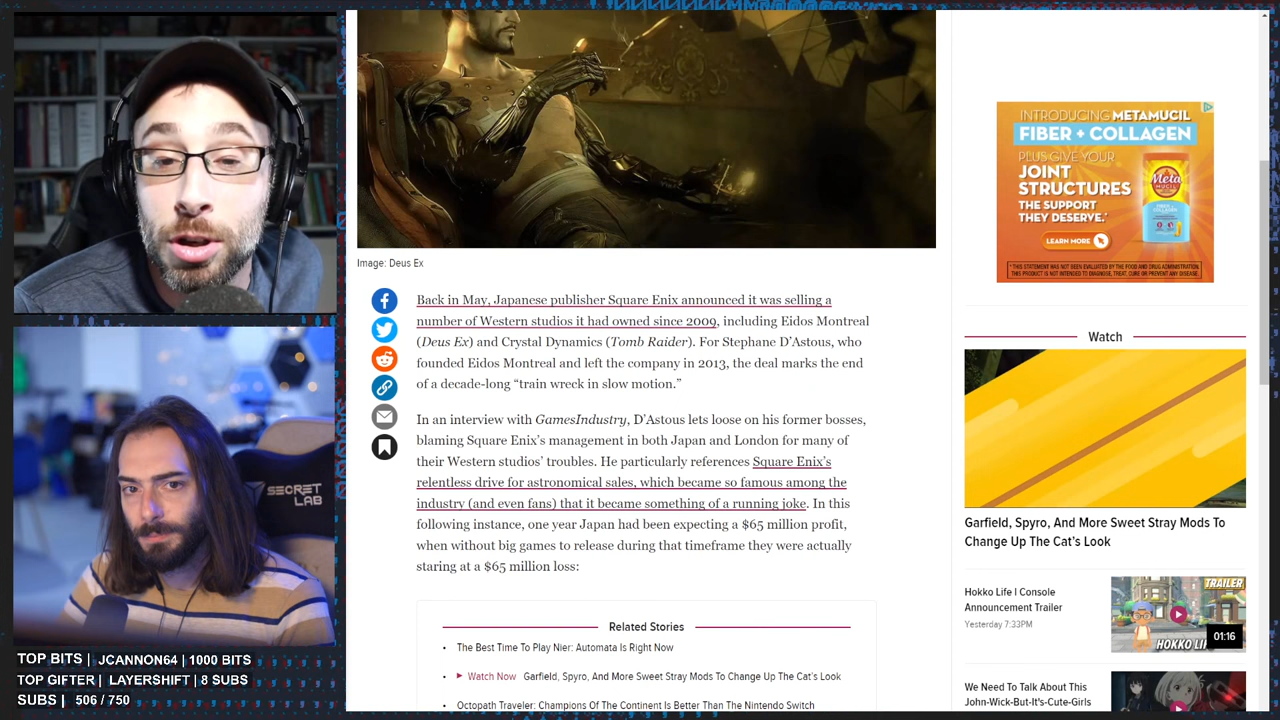 SECRET
LAB
TOP BITS | JCANNON64 | 1000 BITS
TOP GIFTER | LAYERSHIFT | 8 SUBS
SUBS | 506 / 750
Image: Deus Ex
Back in May, Japanese publisher Square Enix announced it was selling a
number of Western studios it had owned since 2009, including Eidos Montreal
(Deus Ex) and Crystal Dynamics (Tomb Raider). For Stephane D'Astous, who
founded Eidos Montreal and left the company in 2013, the deal marks the end
of a decade-long “train wreck in slow motion.”
In an interview with GamesIndustry, D'Astous lets loose on his former bosses,
blaming Square Enix's management in both Japan and London for many of
their Western studios' troubles. He particularly references Square Enix's
relentless drive for astronomical sales, which became so famous among the
industry (and even fans) that it became something of a running joke. In this
following instance, one year Japan had been expecting a $65 million profit,
when without big games to release during that timeframe they were actually
staring at a $65 million loss:
Related Stories
• The Best Time To Play Nier: Automata Is Right Now
• Watch Now Garfield, Spyro, And More Sweet Stray Mods To Change Up The Cat's Look
• Octopath Traveler: Champions Of The Continent Is Better Than The Nintendo Switch
INTRODUCING METAMUCIL
FIBER + COLLAGEN
PLUS GIVE YOUR
JOINT
STRUCTURES
THE SUPPORT
THEY DESERVE.*
LEARN MORE
Meta
MUCIL
* THIS STATEMENT WAS NOT EVALUATED BY THE FOOD AND DRUG ADMINISTRATION.
THIS PRODUCT IS NOT INTENDED TO DIAGNOSE, TREAT, CURE OR PREVENT ANY DISEASE.
Watch
Garfield, Spyro, And More Sweet Stray Mods To
Change Up The Cat's Look
Hokko Life | Console
Announcement Trailer
Yesterday 7:33PM
TRAILER
HOKKO LI
01:16
We Need To Talk About This
John-Wick-But-It's-Cute-Girls